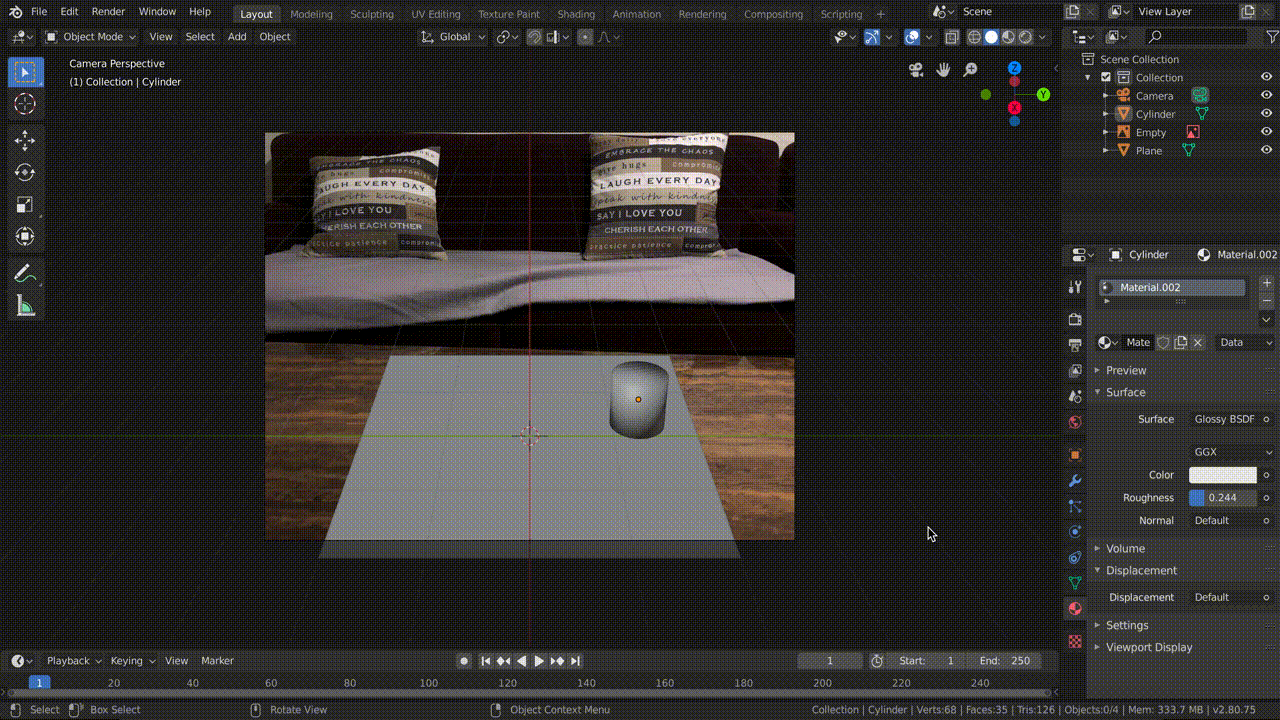 File Edit Render Window Help Layout Modeling Sculpting UV Editing Texture Paint Shading Animation Rendering Compositing Scripting + Scene View Layer
Object Mode View Select Add Object Global
Camera Perspective
(1) Collection | Cylinder
Z
Y
X
Scene Collection
Collection
Camera
Cylinder
Empty
Plane
EMBRACE THE CHAOS
hugs
LAUGH EVERY DAY
SAY I LOVE YOU
CHERISH EACH OTHER
everyone
EMBRACE THE CHAOS
give hugs compromise
LAUGH EVERY DAY
speak with kindness
SAY I LOVE YOU
CHERISH EACH OTHER
practice patience
Cylinder Material.002
Material.002
Mate Data
Preview
Surface
Surface Glossy BSDF
GGX
Color
Roughness 0.244
Normal Default
Volume
Displacement
Displacement Default
Settings
Viewport Display
Playback Keying View Marker 1 Start: 1 End: 250
1 20 40 60 80 100 120 140 160 180 200 220 240
Select Box Select Rotate View Object Context Menu Collection | Cylinder | Verts:68 | Faces:35 | Tris:126 | Objects:0/4 | Mem: 333.7 MB | v2.80.75